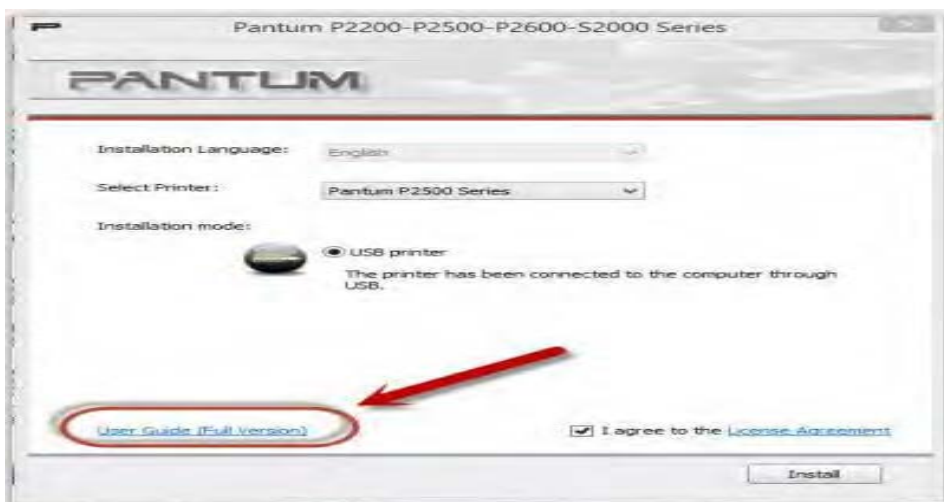 Pantum P2200-P2500-P2600-S2000 Series
PANTUM
Installation Language:
English
Select Printer:
Pantum P2500 Series
Installation mode:
USB printer
The printer has been connected to the computer through
USB.
User Guide (Full Version)
I agree to the License Agreement
Install